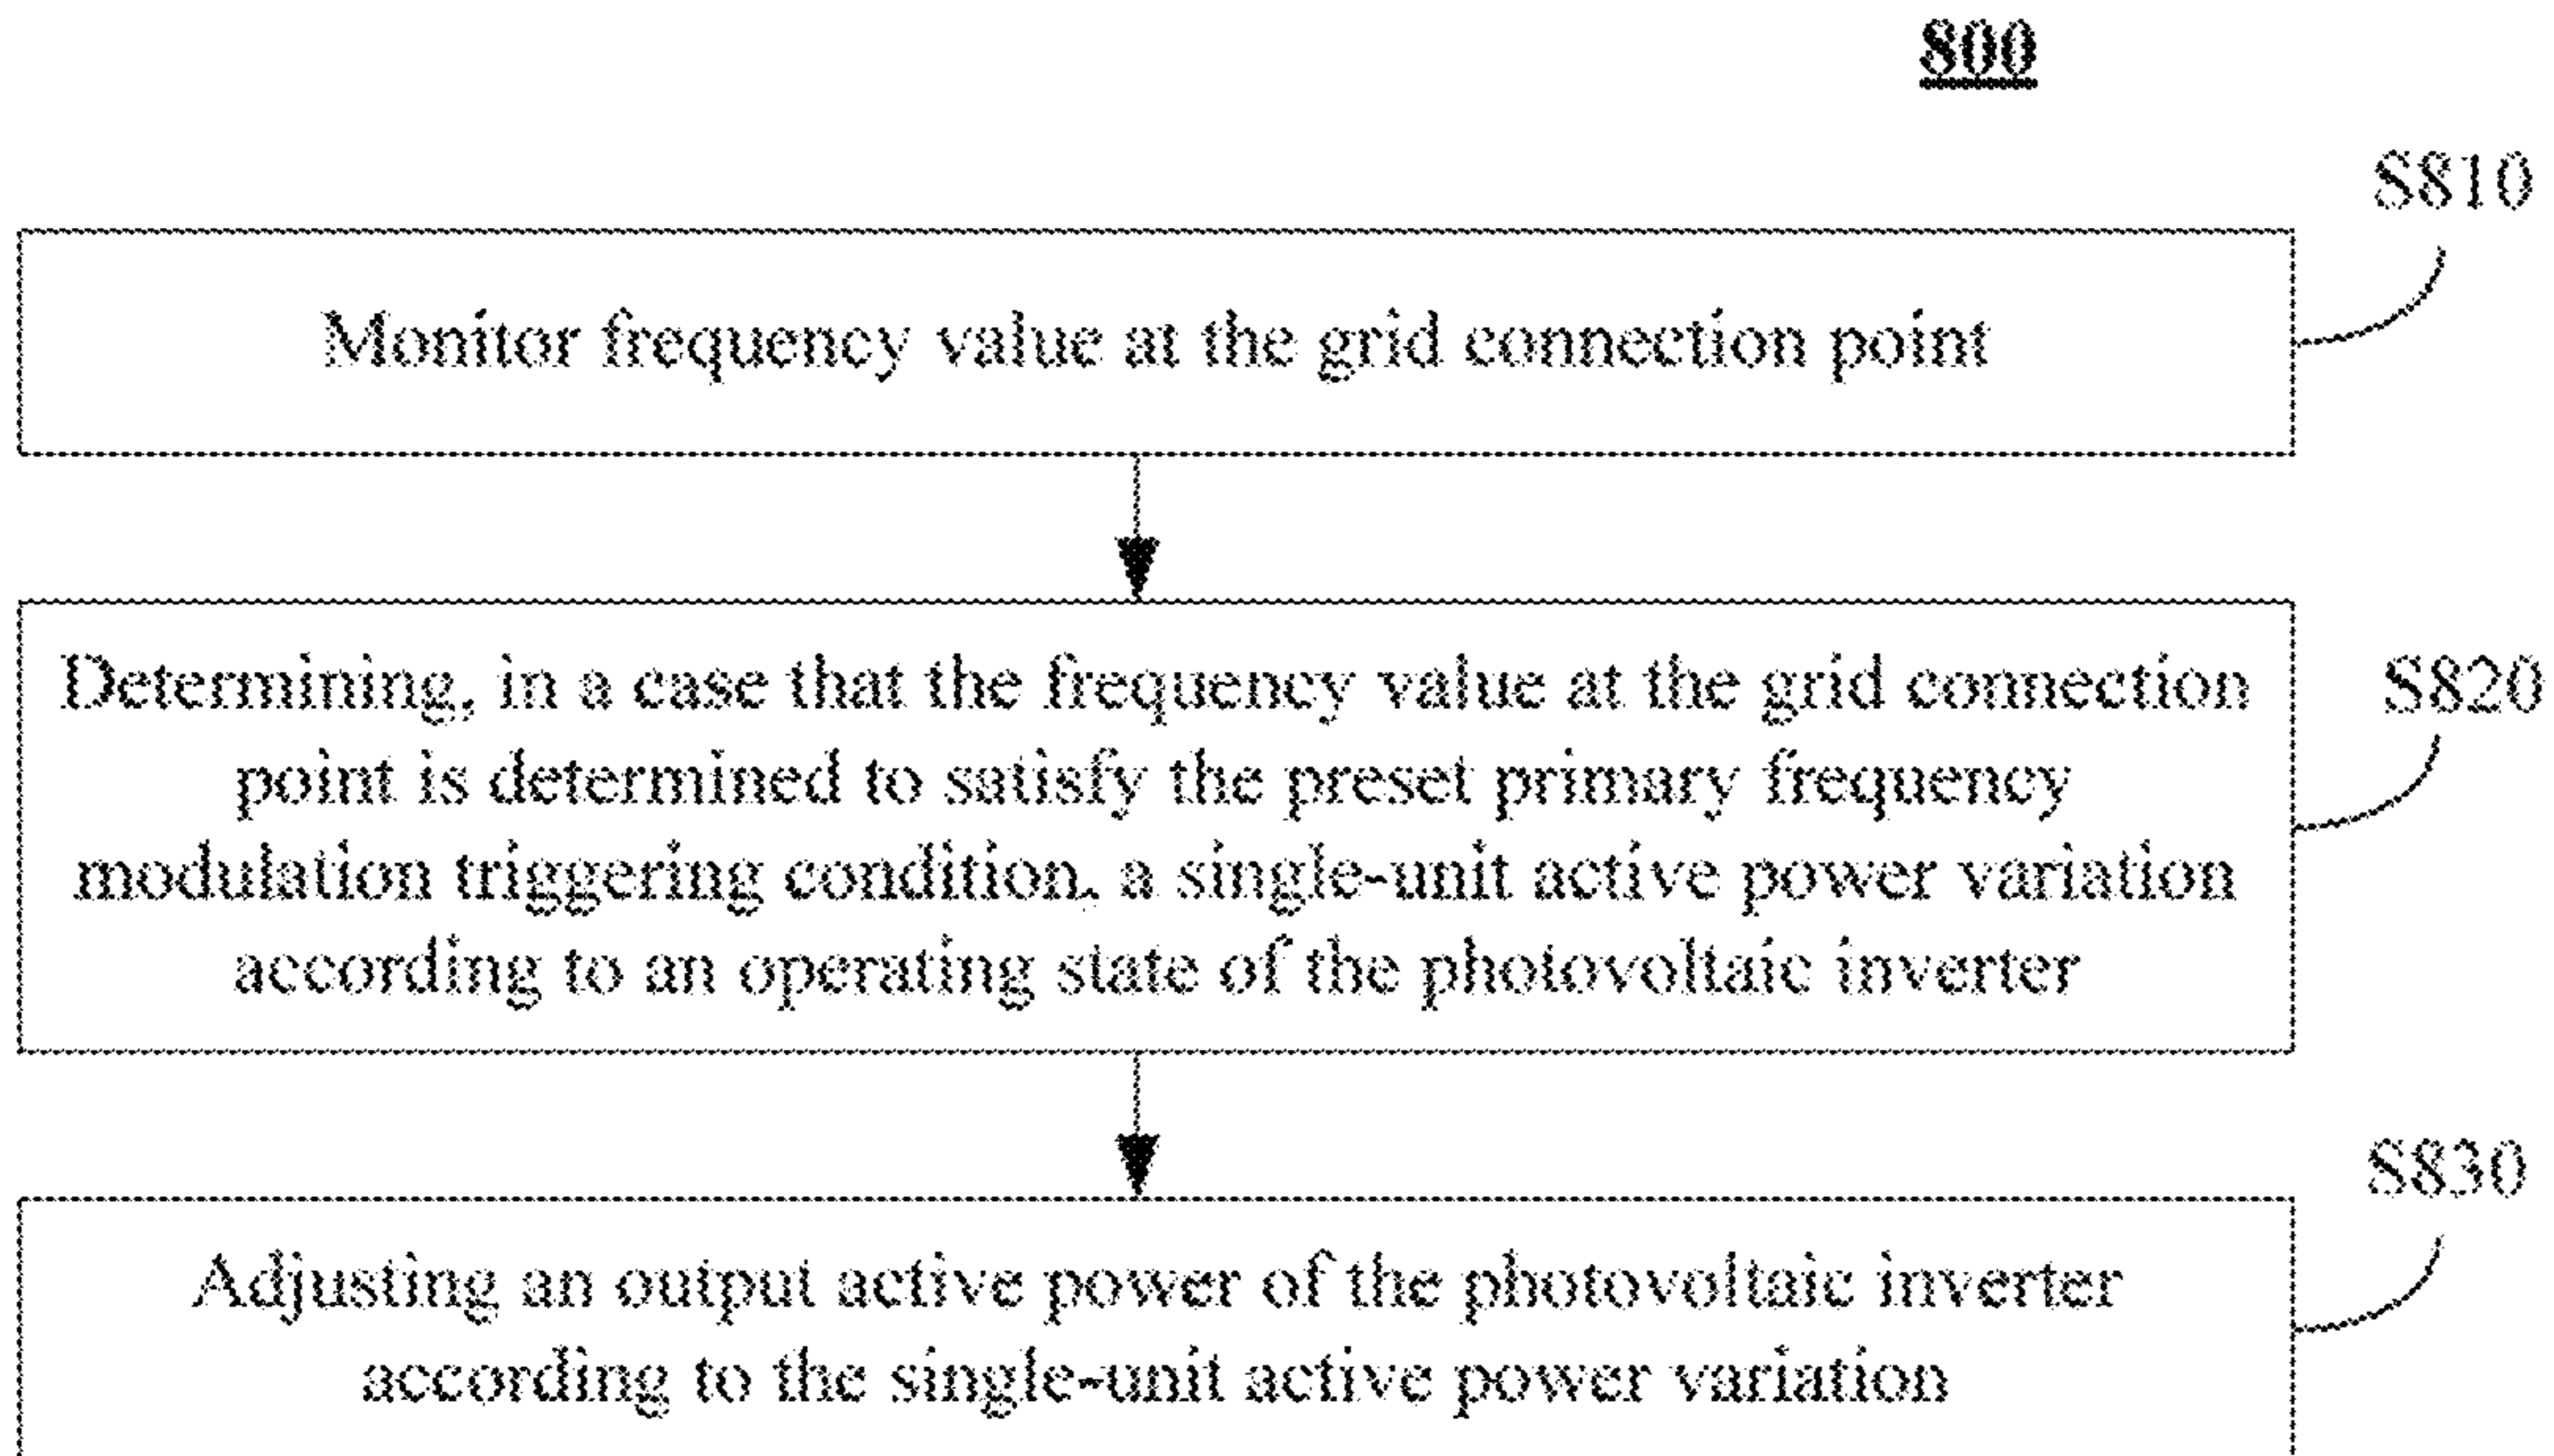 800
S810
Monitor frequency value at the grid connection point
Determining, in a case that the frequency value at the grid connection
S820
point is determined to satisfy the preset primary frequency
modulation triggering condition, a single-unit active power variation
according to an operating state of the photovoltaic inverter
S830
Adjusting an output active power of the photovoltaic inverter
according to the single-unit active power variation